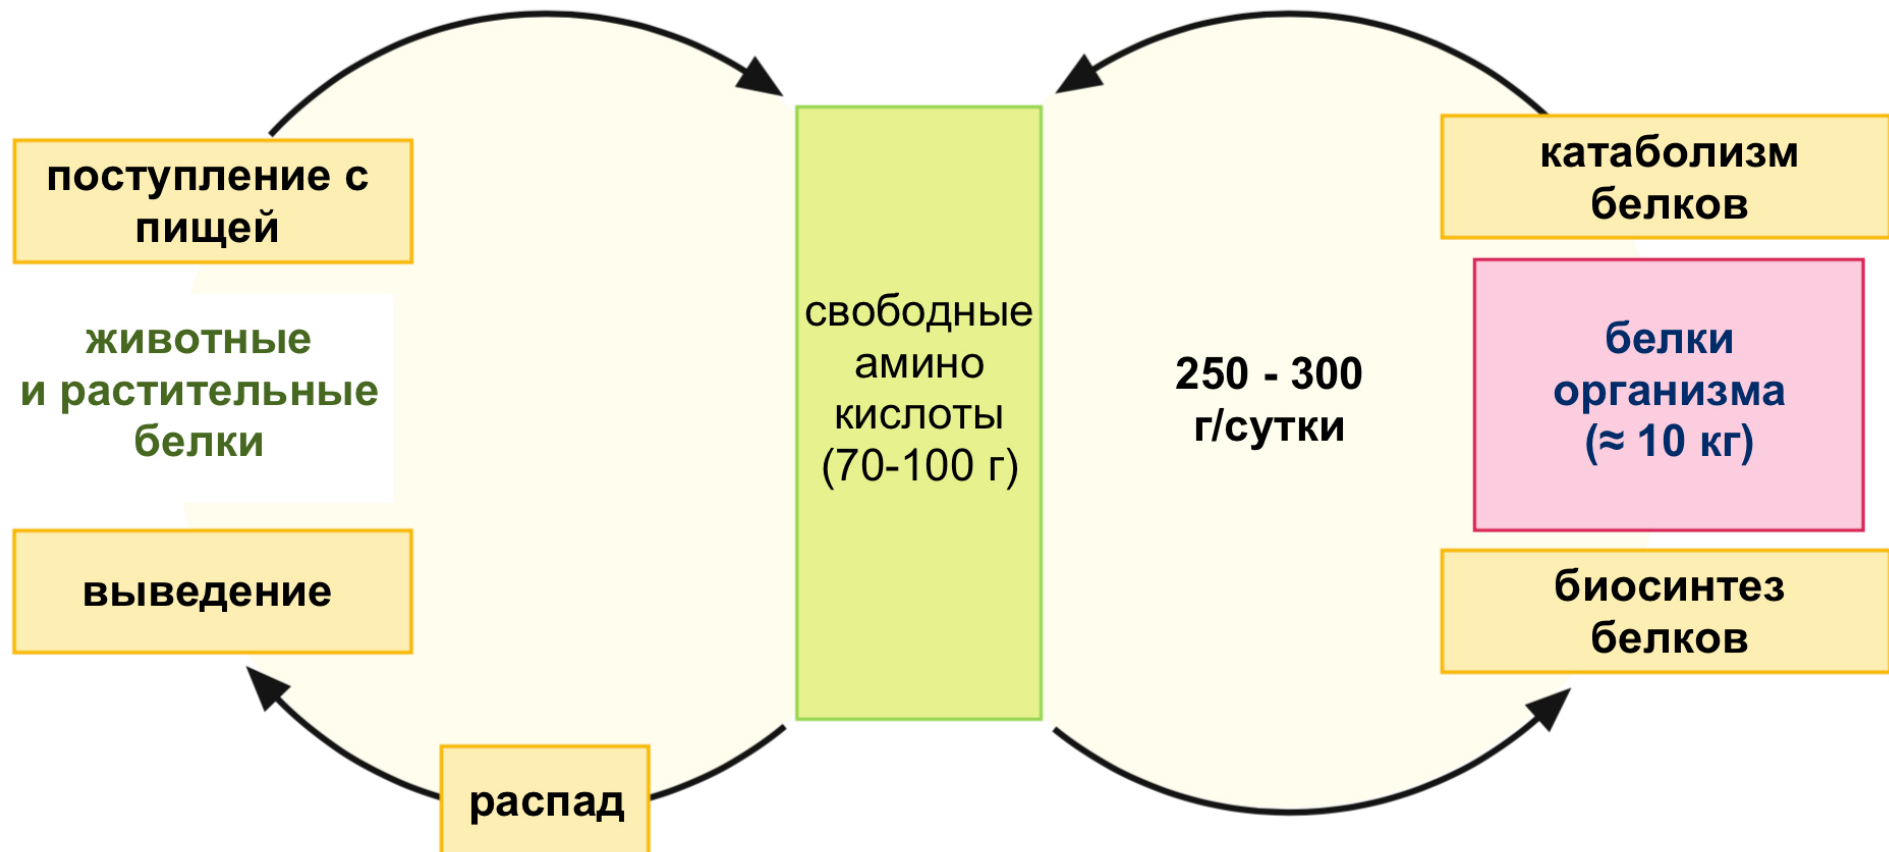 поступление с
пищей
животные
и растительные
белки
выведение
распад
свободные
амино
кислоты
(70-100 г)
250 - 300
г/сутки
катаболизм
белков
белки
организма
(≈ 10 кг)
биосинтез
белков